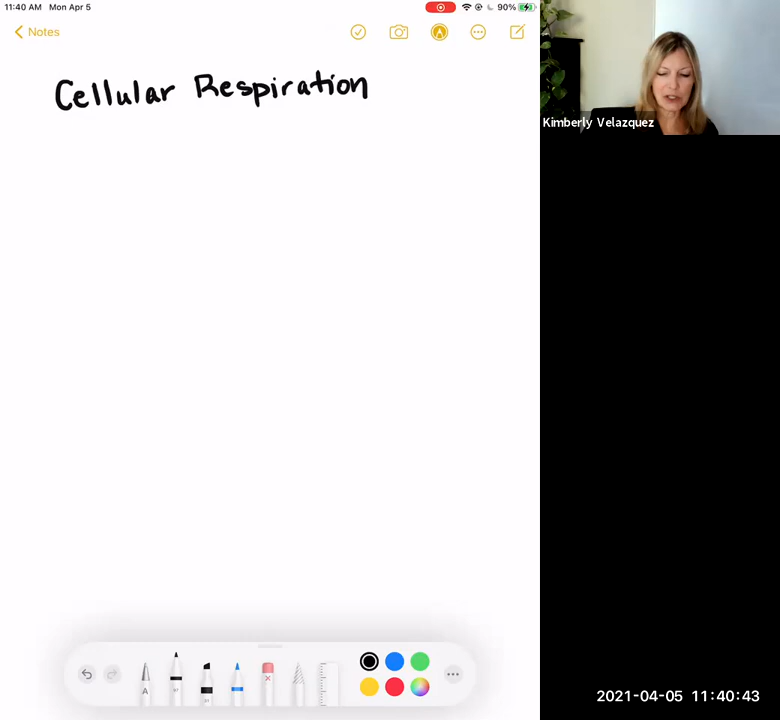 11:40 AM Mon Apr 5
90%
Notes
Cellular Respiration
Kimberly Velazquez
A
2021-04-05 11:40:43